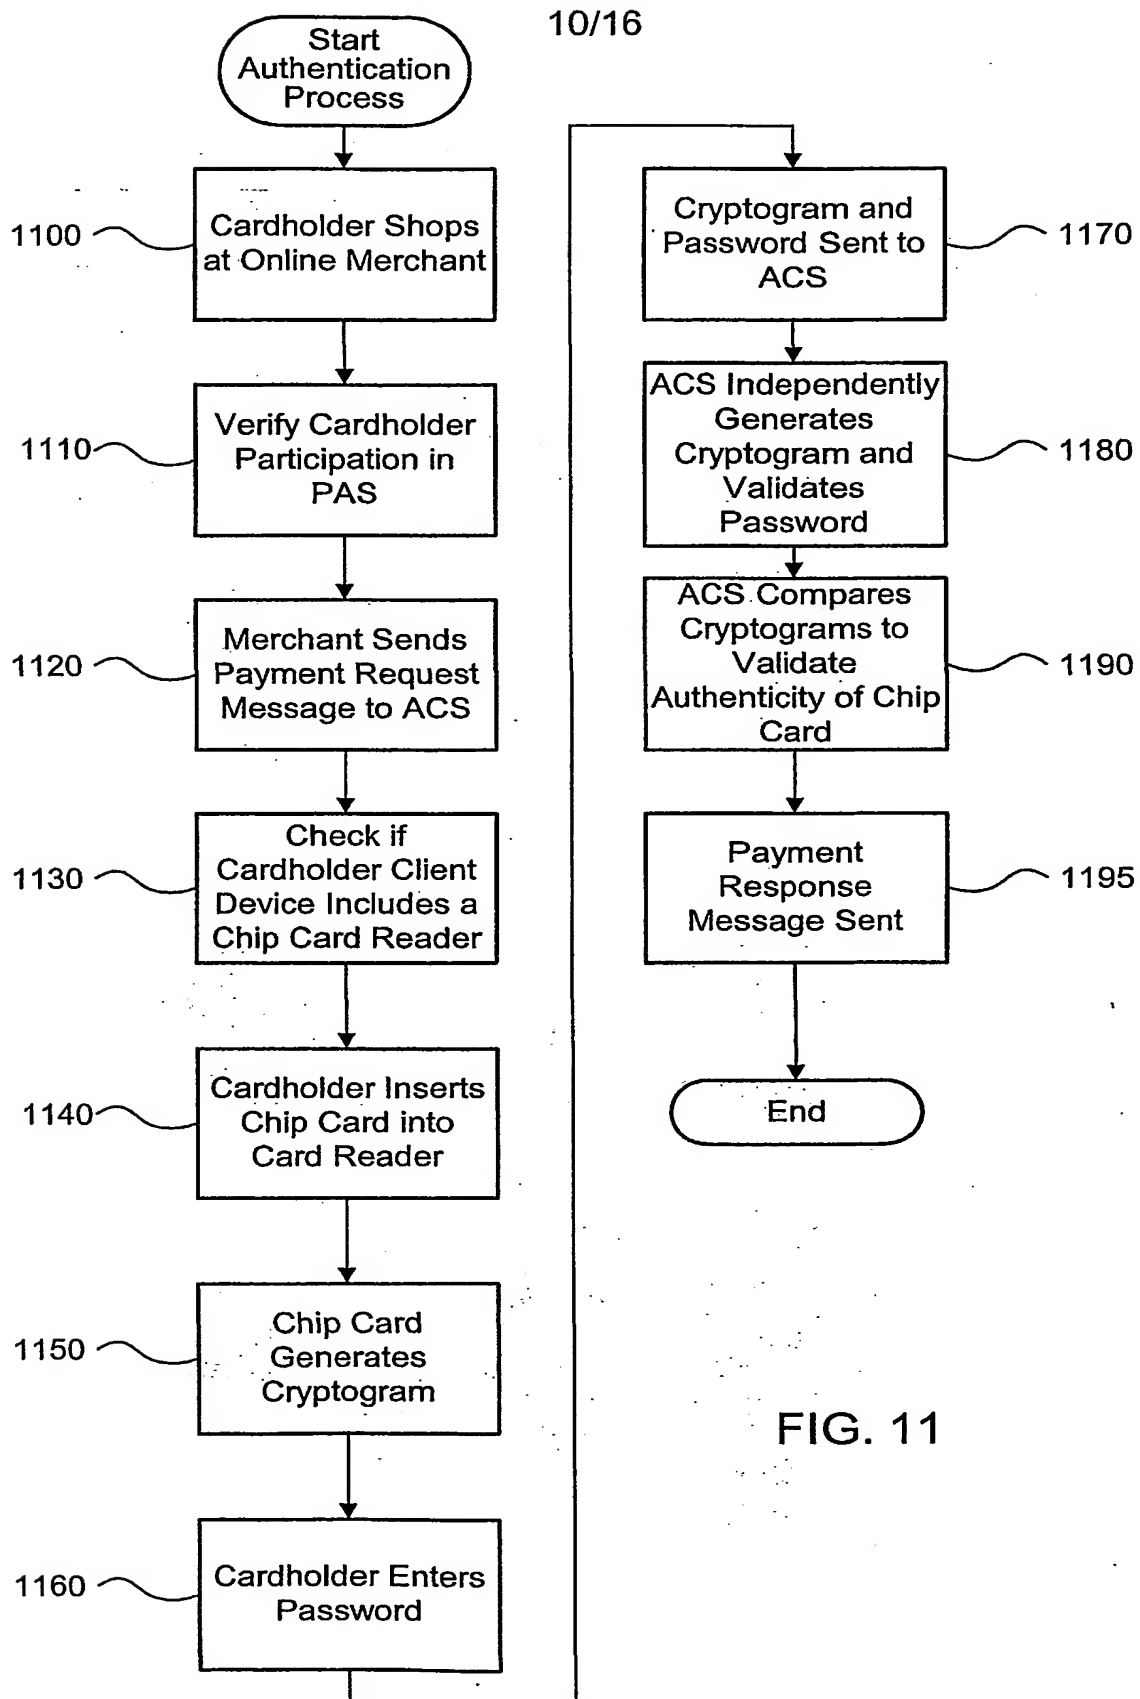 10/16
Start
Authentication
Process
1100
Cardholder Shops
at Online Merchant
1110
Verify Cardholder
Participation in
PAS
1120
Merchant Sends
Payment Request
Message to ACS
1130
Check if
Cardholder Client
Device Includes a
Chip Card Reader
1140
Cardholder Inserts
Chip Card into
Card Reader
1150
Chip Card
Generates
Cryptogram
1160
Cardholder Enters
Password
Cryptogram and
Password Sent to
ACS
1170
ACS Independently
Generates
Cryptogram and
Validates
Password
1180
ACS Compares
Cryptograms to
Validate
Authenticity of Chip
Card
1190
Payment
Response
Message Sent
1195
End
FIG. 11